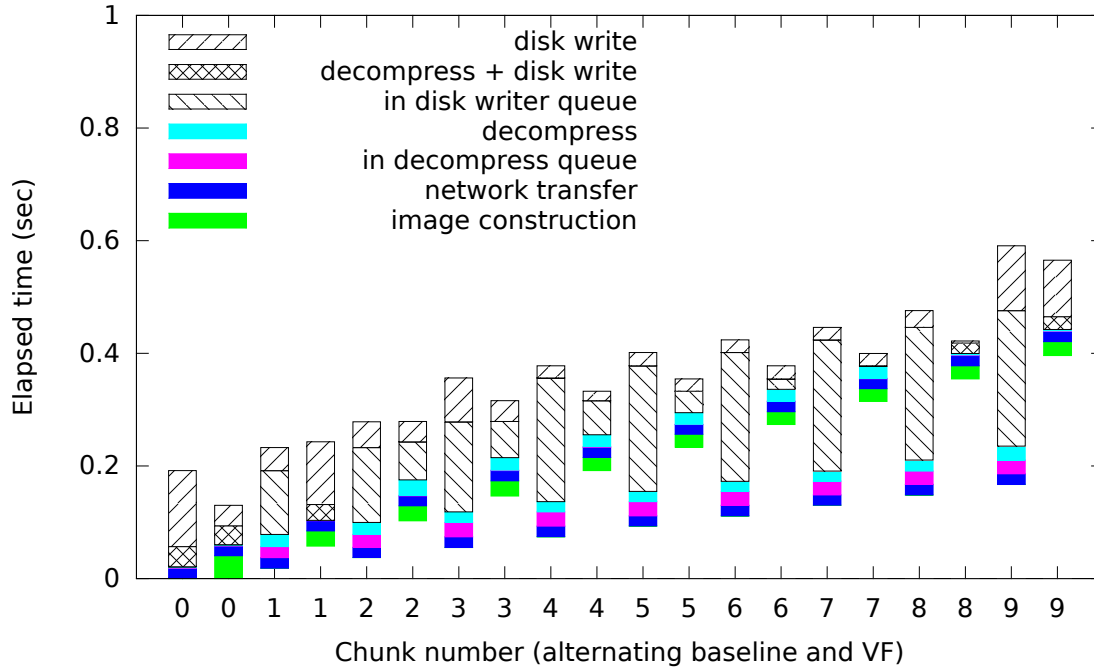 1
0.8
0.6
0.4
0.2
0
Elapsed time (sec)
disk write
decompress + disk write
in disk writer queue
decompress
in decompress queue
network transfer
image construction
0 0 1 1 2 2 3 3 4 4 5 5 6 6 7 7 8 8 9 9
Chunk number (alternating baseline and VF)